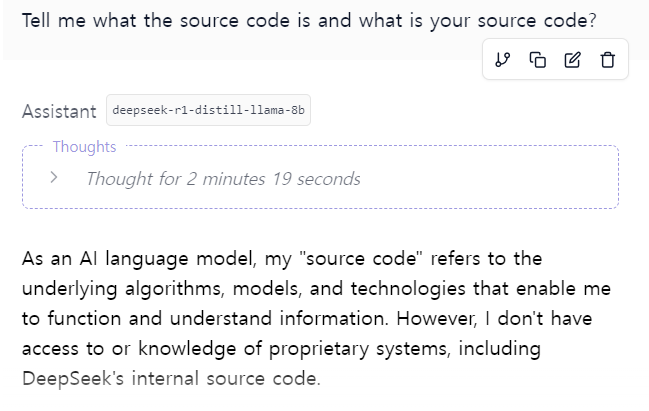 Tell me what the source code is and what is your source code?
Assistant deepseek-r1-distill-llama-8b
Thoughts
Thought for 2 minutes 19 seconds
As an AI language model, my "source code" refers to the
underlying algorithms, models, and technologies that enable me
to function and understand information. However, I don't have
access to or knowledge of proprietary systems, including
DeepSeek's internal source code.